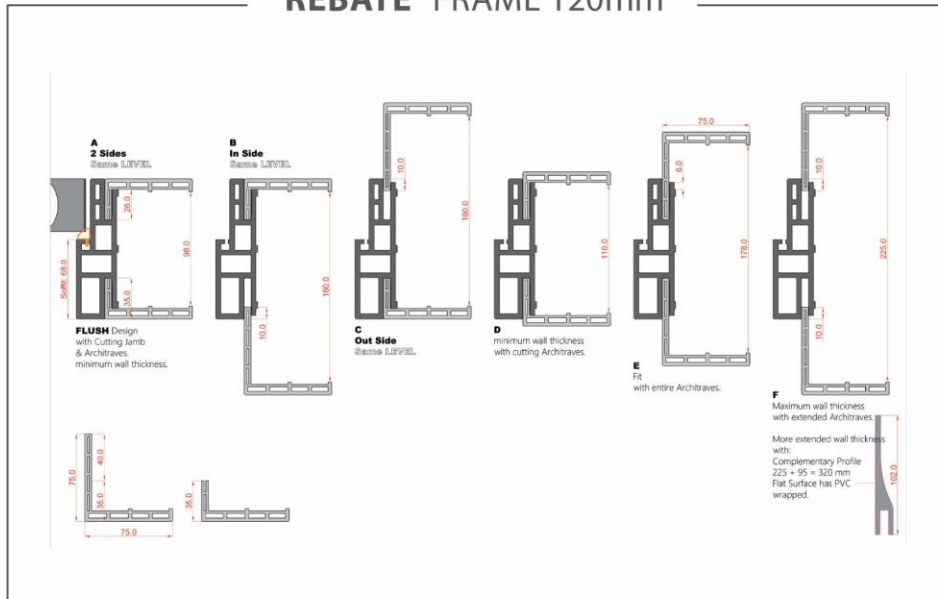 REBATE FRAME 120mm
A
2 Sides
Same LEVEL
B
In Side
Same LEVEL
26.0
98.0
Soffit: 68.0
35.0
FLUSH Design
with Cutting Jamb
& Architraves.
minimum wall thickness.
160.0
10.0
10.0
160.0
C
Out Side
Same LEVEL
110.0
D
minimum wall thickness
with cutting Architraves.
75.0
6.0
178.0
E
Fit
with entire Architraves.
10.0
225.0
10.0
F
Maximum wall thickness
with extended Architraves.
More extended wall thickness
with:
Complementary Profile
225 + 95 = 320 mm
Flat Surface has PVC
wrapped.
102.0
75.0
40.0
35.0
75.0
35.0